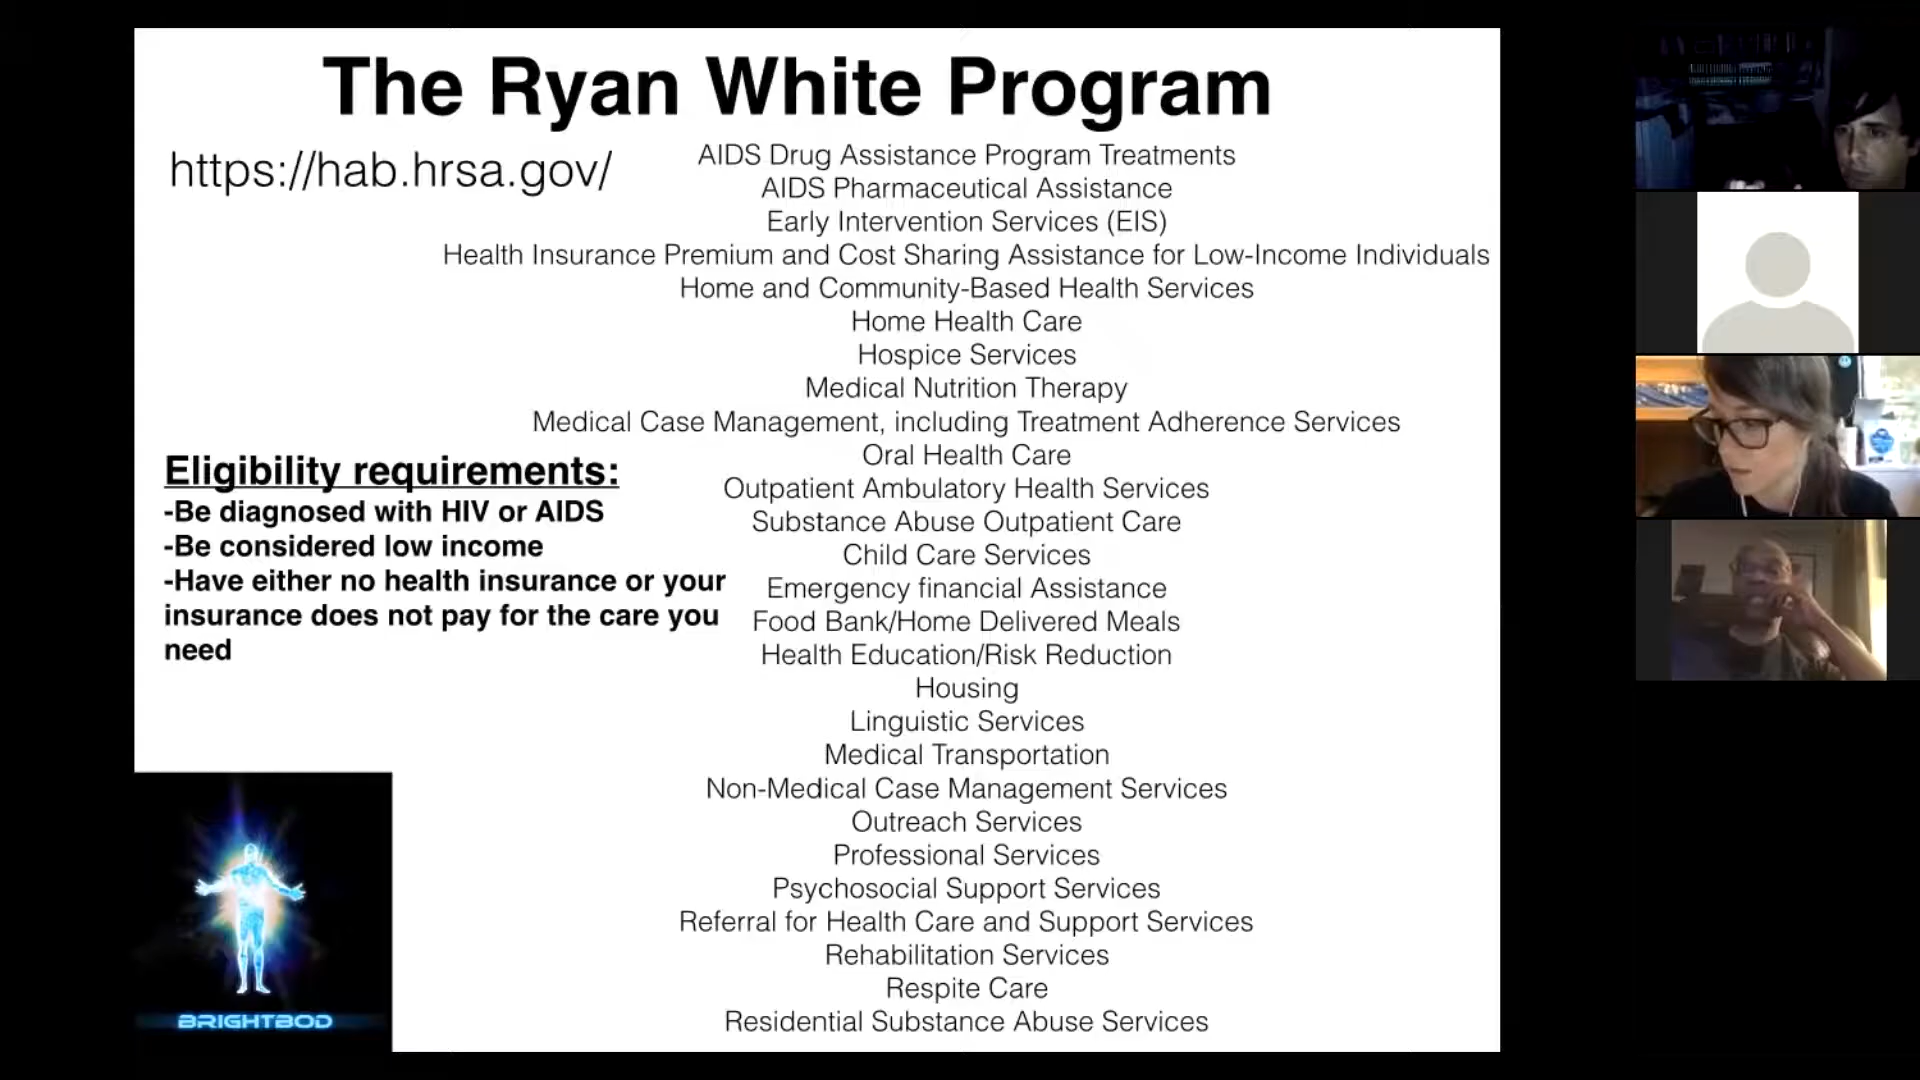 The Ryan White Program
https://hab.hrsa.gov/
AIDS Drug Assistance Program Treatments
AIDS Pharmaceutical Assistance
Early Intervention Services (EIS)
Health Insurance Premium and Cost Sharing Assistance for Low-Income Individuals
Home and Community-Based Health Services
Home Health Care
Hospice Services
Medical Nutrition Therapy
Medical Case Management, including Treatment Adherence Services
Oral Health Care
Outpatient Ambulatory Health Services
Substance Abuse Outpatient Care
Child Care Services
Emergency financial Assistance
Food Bank/Home Delivered Meals
Health Education/Risk Reduction
Housing
Linguistic Services
Medical Transportation
Non-Medical Case Management Services
Outreach Services
Professional Services
Psychosocial Support Services
Referral for Health Care and Support Services
Rehabilitation Services
Respite Care
Residential Substance Abuse Services
Eligibility requirements:
-Be diagnosed with HIV or AIDS
-Be considered low income
-Have either no health insurance or your
insurance does not pay for the care you
need
BRIGHTBOD